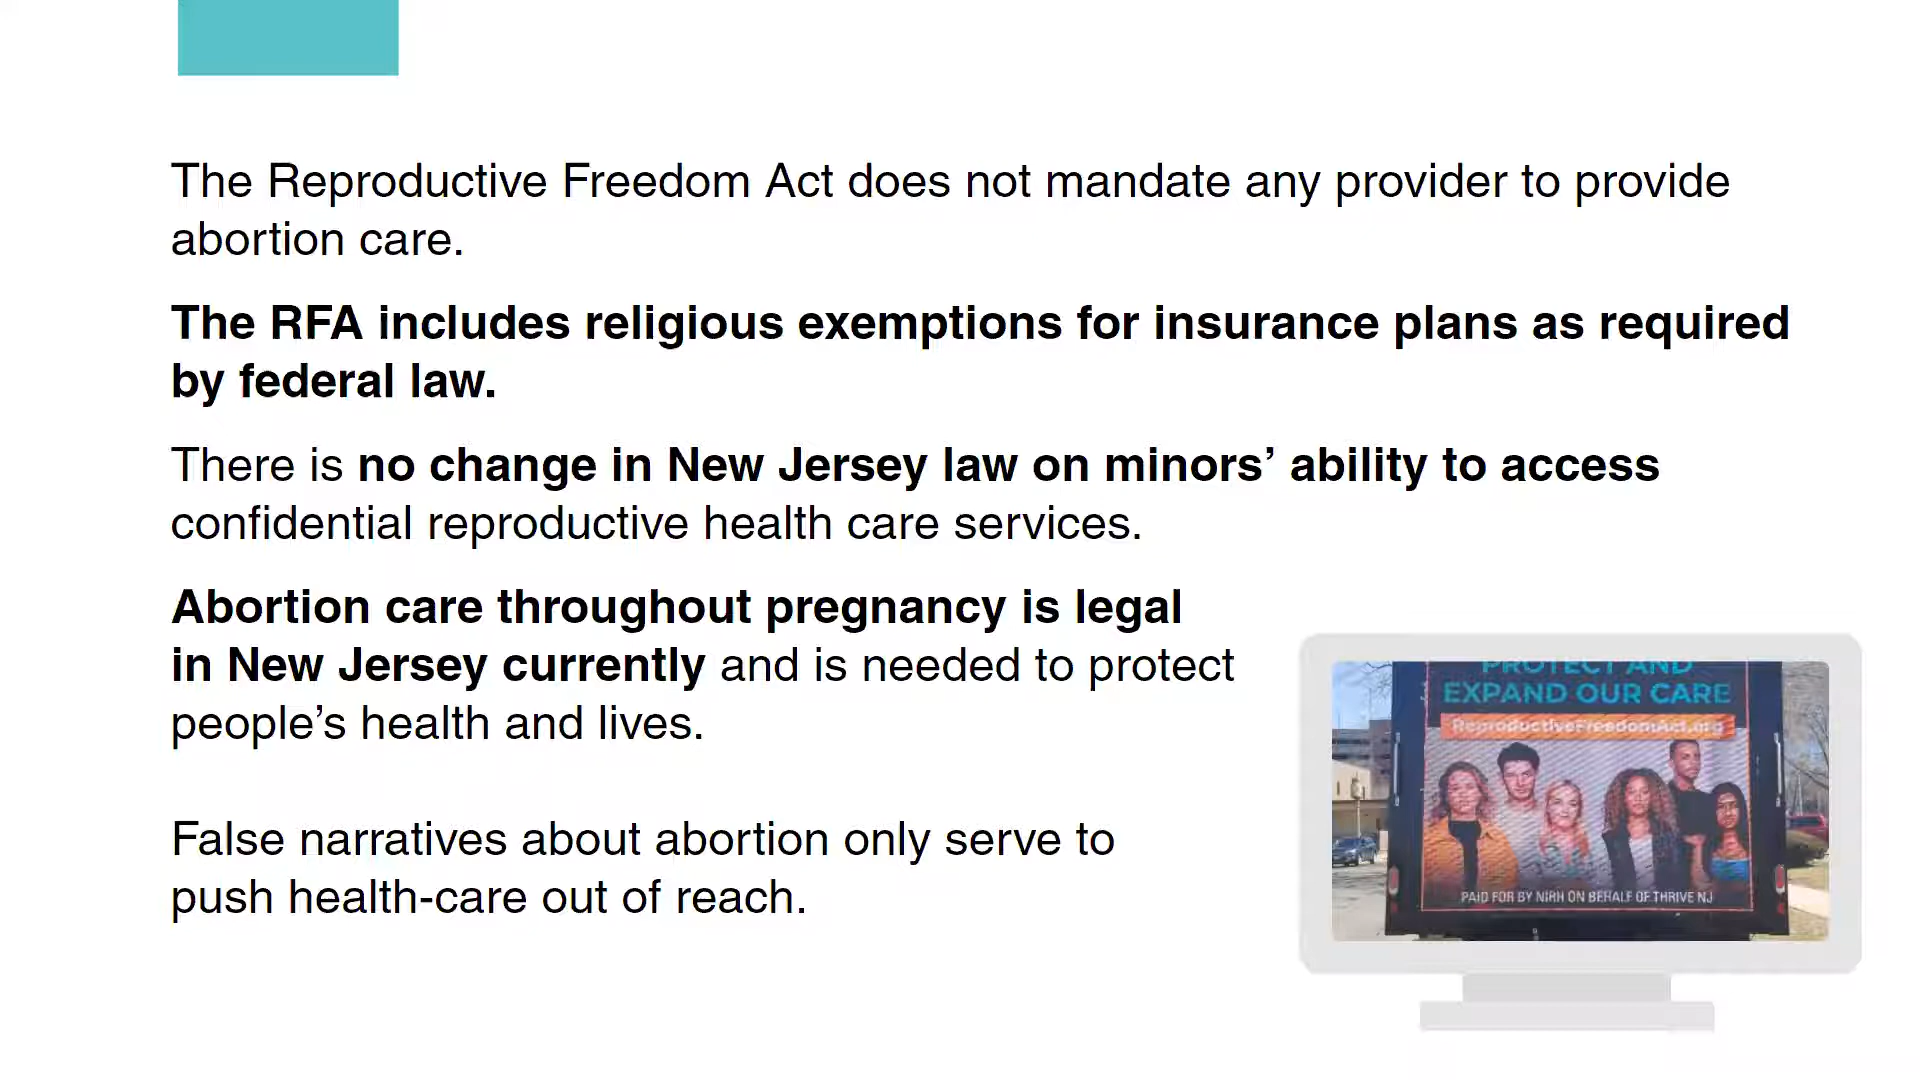 The Reproductive Freedom Act does not mandate any provider to provide
abortion care.
The RFA includes religious exemptions for insurance plans as required
by federal law.
There is no change in New Jersey law on minors’ ability to access
confidential reproductive health care services.
Abortion care throughout pregnancy is legal
in New Jersey currently and is needed to protect
people’s health and lives.
False narratives about abortion only serve to
push health-care out of reach.
PROTECT AND
EXPAND OUR CARE
ReproductiveFreedomAct.org
PAID FOR BY NIRH ON BEHALF OF THRIVE NJ